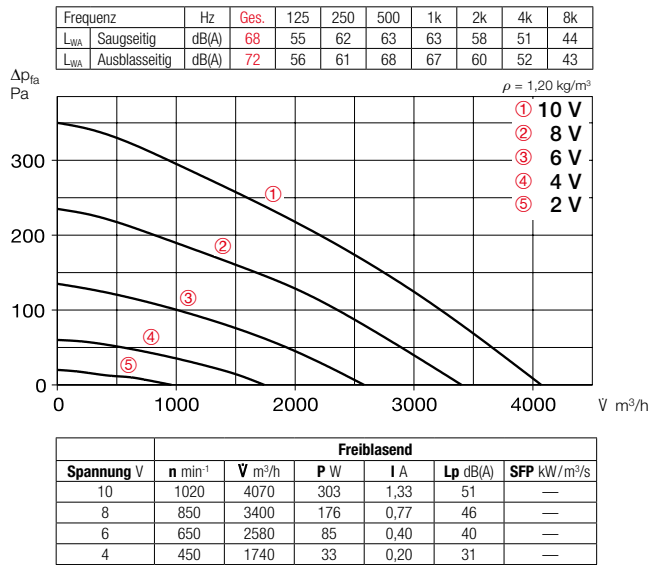 Frequenz Hz Ges. 125 250 500 1k 2k 4k 8k
LWA Saugseitig dB(A) 68 55 62 63 63 58 51 44
LWA Ausblasseitig dB(A) 72 56 61 68 67 60 52 43
Δpfa
Pa
ρ = 1,20 kg/m³
① 10 V
② 8 V
③ 6 V
④ 4 V
⑤ 2 V
300
200
100
0
①
②
③
④
⑤
0 1000 2000 3000 4000 V̇ m³/h
Freiblasend
Spannung V n min-1 V̇ m³/h P W I A Lp dB(A) SFP kW/m³/s
10 1020 4070 303 1,33 51 —
8 850 3400 176 0,77 46 —
6 650 2580 85 0,40 40 —
4 450 1740 33 0,20 31 —